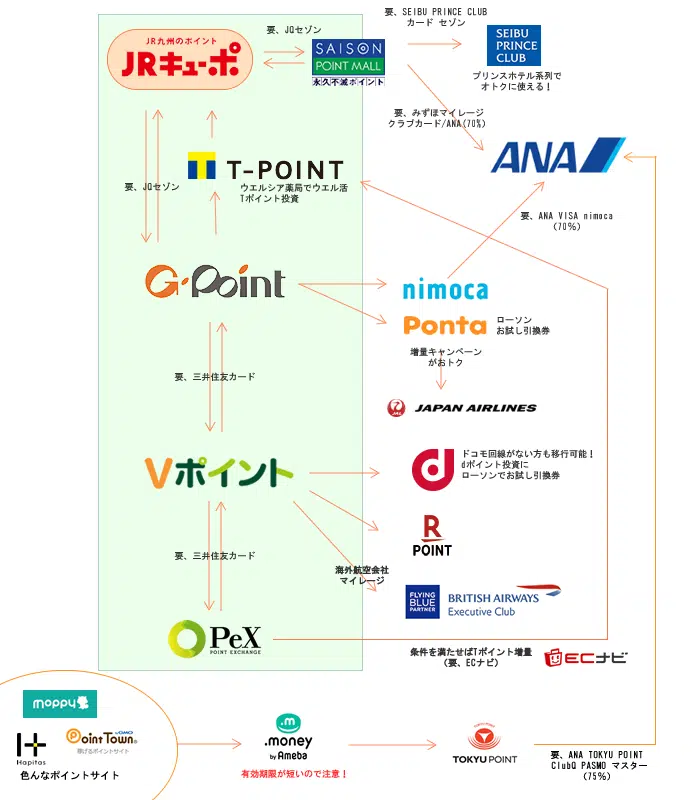 JR九州のポイント
JRキューポ
要、JQセゾン
SAISON
POINT MALL
永久不滅ポイント
要、SEIBU PRINCE CLUB
カード セゾン
SEIBU
PRINCE
CLUB
プリンスホテル系列で
オトクに使える！
要、みずほマイレージ
クラブカード/ANA(70%)
ANA
T-POINT
ウエルシア薬局でウエル活
Tポイント投資
要、JQセゾン
要、ANA VISA nimoca
(70%)
G-Point
nimoca
Ponta
ローソン
お試し引換券
増量キャンペーン
がおトク
要、三井住友カード
JAL
JAPAN AIRLINES
Vポイント
d
ドコモ回線がない方も移行可能！
dポイント投資に
ローソンでお試し引換券
R
POINT
要、三井住友カード
海外航空会社
マイレージ
FLYING
BLUE
PARTNER
BRITISH AIRWAYS
Executive Club
PeX
POINT EXCHANGE
条件を満たせばTポイント増量
(要、ECナビ)
ECナビ
moppy
Hapitas
Point Town
by GMO
稼げるポイントサイト
色んなポイントサイト
.m
.money
by Ameba
有効期限が短いので注意！
TOKYU POINT
TOKYU POINT
要、ANA TOKYU POINT
ClubQ PASMO マスター
(75%)